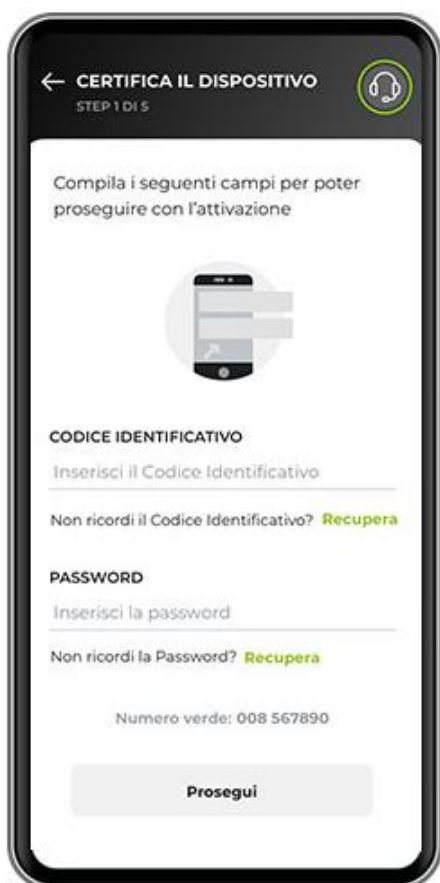 CERTIFICA IL DISPOSITIVO
STEP 1 DI 5
Compila i seguenti campi per poter
proseguire con l'attivazione
CODICE IDENTIFICATIVO
Inserisci il Codice Identificativo
Non ricordi il Codice Identificativo? Recupera
PASSWORD
Inserisci la password
Non ricordi la Password? Recupera
Numero verde: 008 567890
Prosegui